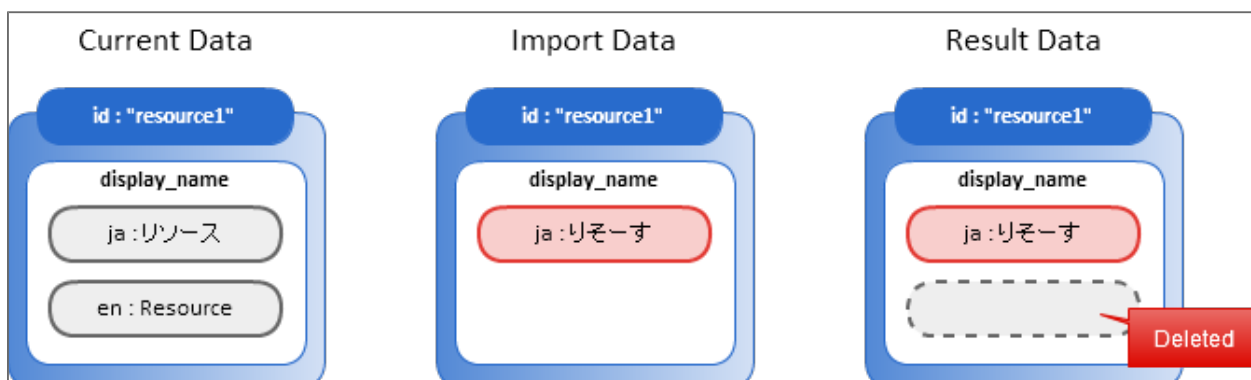 Current Data
Import Data
Result Data
id : "resource1"
id : "resource1"
id : "resource1"
display_name
display_name
display_name
ja :リソース
ja :りそーす
ja :りそーす
en : Resource
Deleted